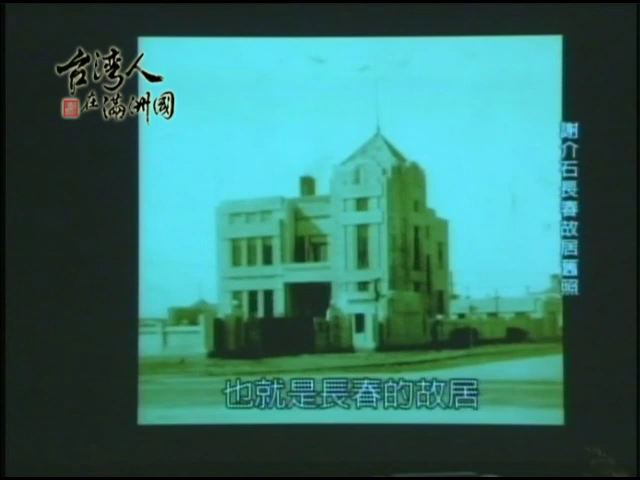 台灣人
在滿洲國
謝介石長春故居舊照
也就是長春的故居